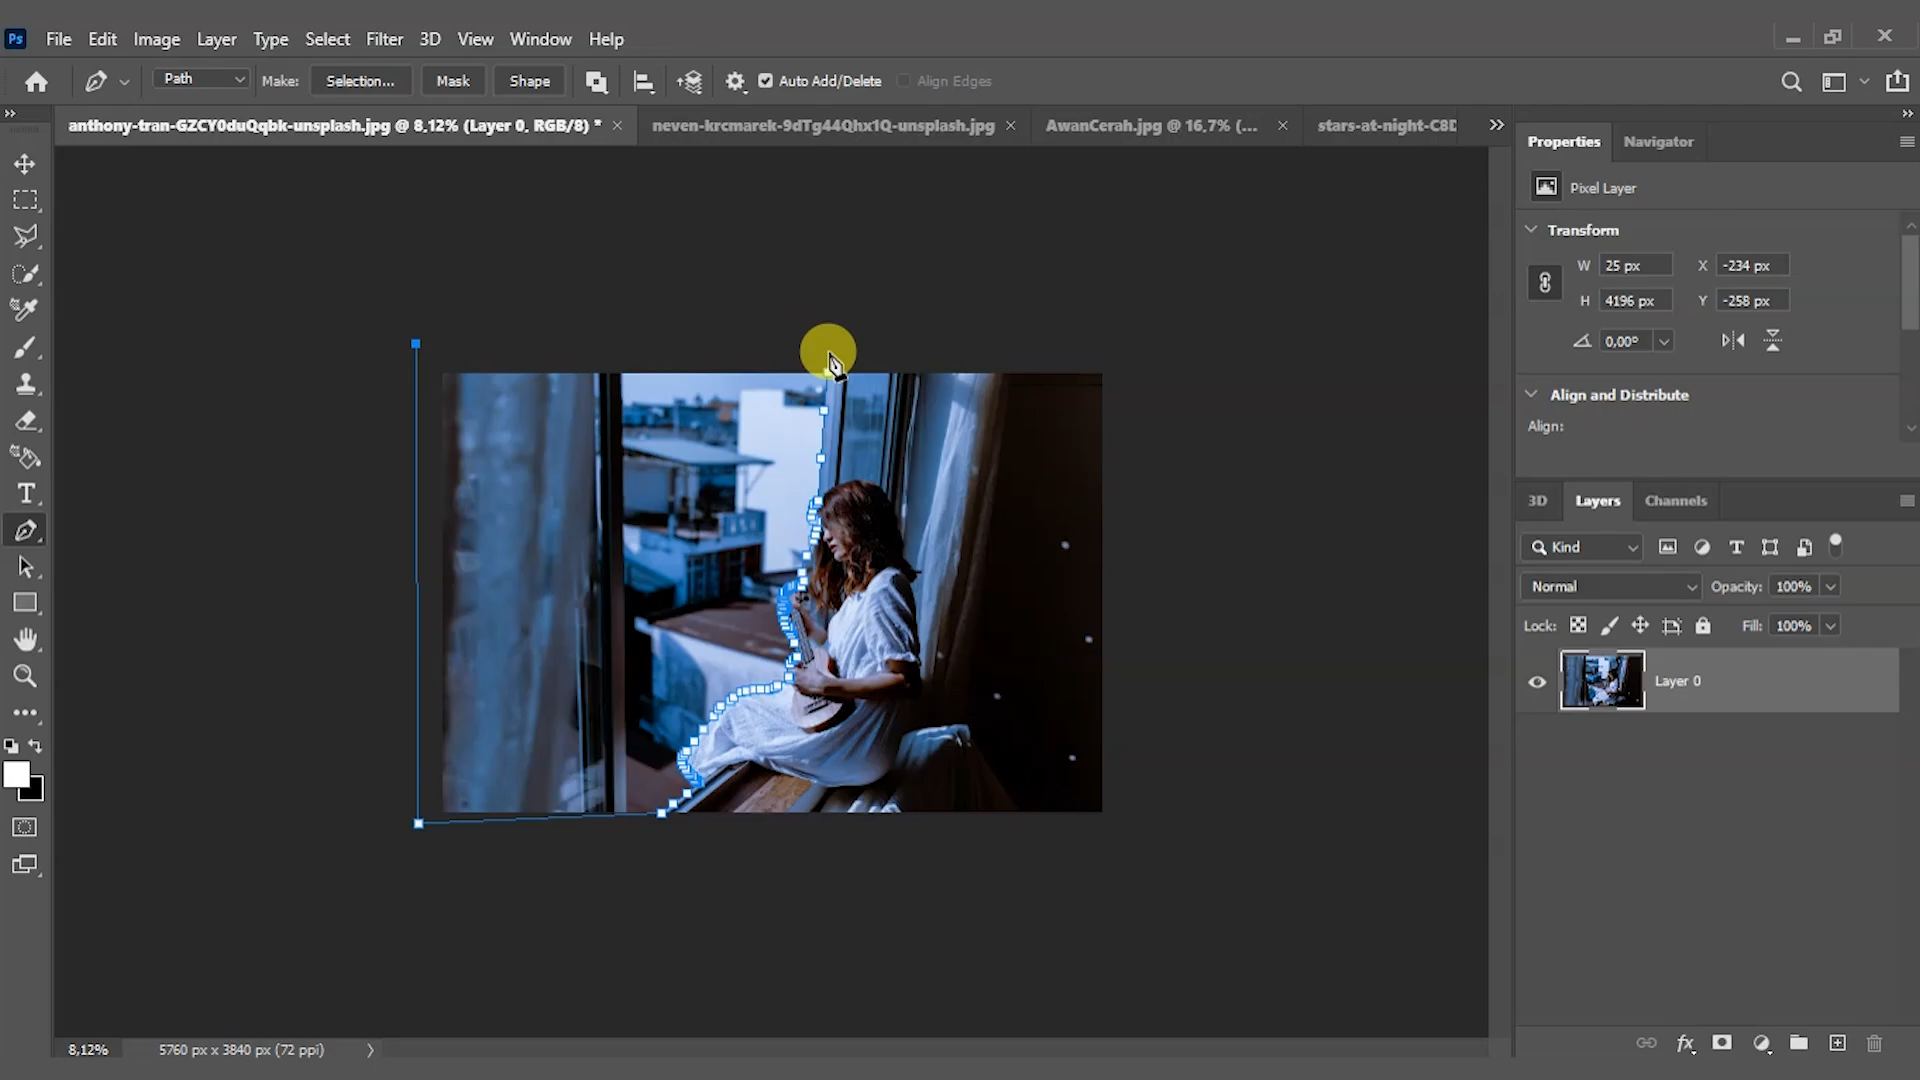 Ps File Edit Image Layer Type Select Filter 3D View Window Help
Path Make: Selection... Mask Shape Auto Add/Delete Align Edges
anthony-tran-GZCY0duQqbk-unsplash.jpg @ 8,12% (Layer 0, RGB/8) * neven-krcmarek-9dTg44Qhx1Q-unsplash.jpg AwanCerah.jpg @ 16,7% (... stars-at-night-C8D
Properties Navigator
Pixel Layer
Transform
W 25 px X -234 px
H 4196 px Y -258 px
0,00°
Align and Distribute
Align:
3D Layers Channels
Kind
Normal Opacity: 100%
Lock: Fill: 100%
Layer 0
8,12% 5760 px x 3840 px (72 ppi)